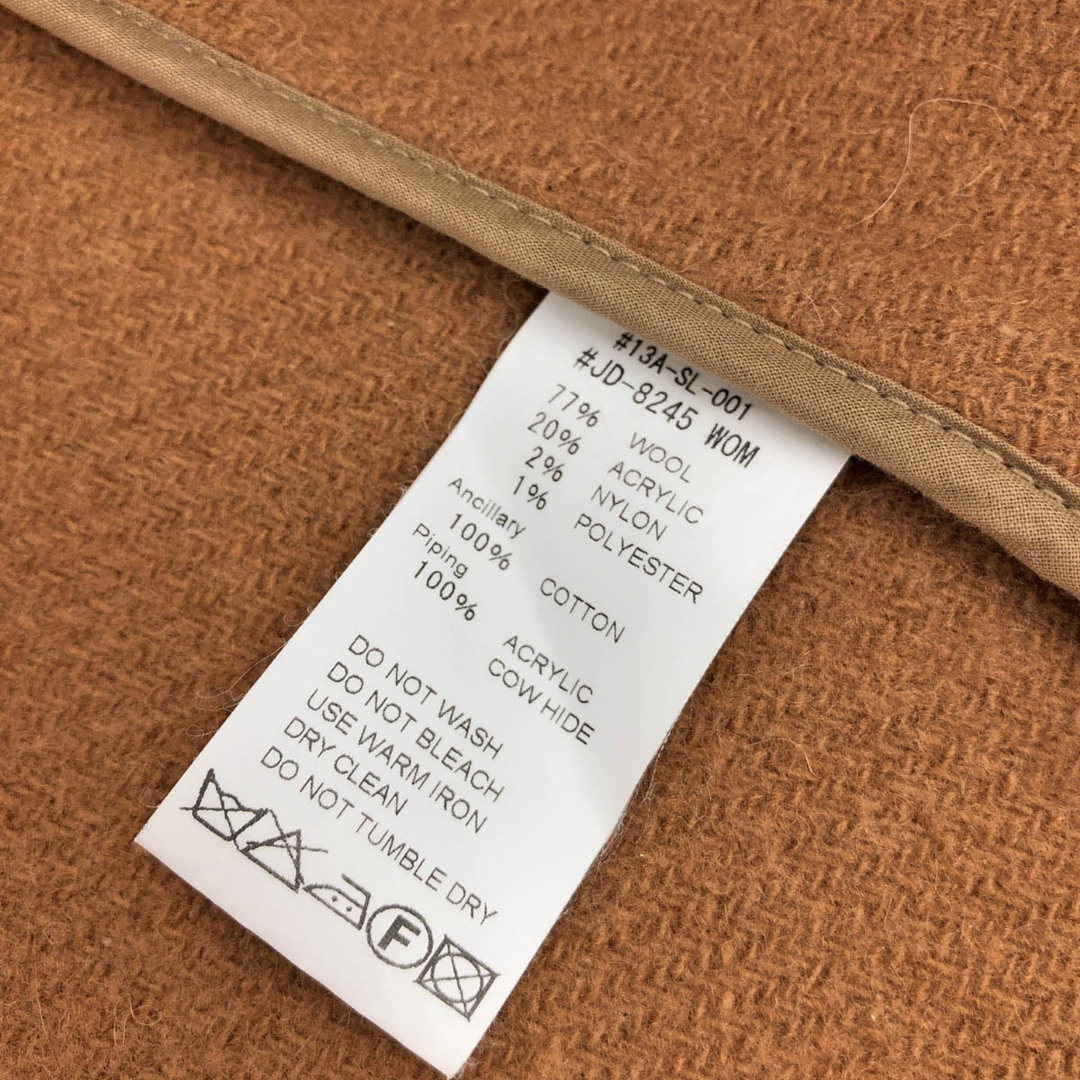 #13A-SL-001
#JD-8245 WOM
77% WOOL
20% ACRYLIC
2% NYLON
1% POLYESTER
Ancillary
100% COTTON
Piping
100% ACRYLIC
COW HIDE
DO NOT WASH
DO NOT BLEACH
USE WARM IRON
DRY CLEAN
DO NOT TUMBLE DRY
F